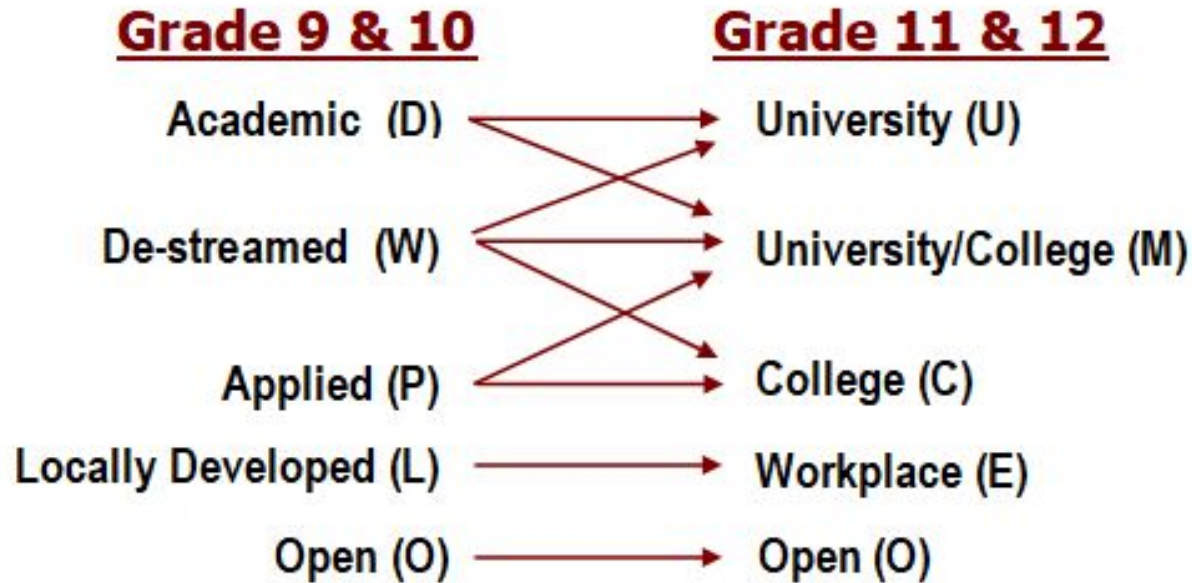 Grade 9 & 10 Grade 11 & 12
Academic (D) University (U)
De-streamed (W) University/College (M)
Applied (P) College (C)
Locally Developed (L) Workplace (E)
Open (O) Open (O)